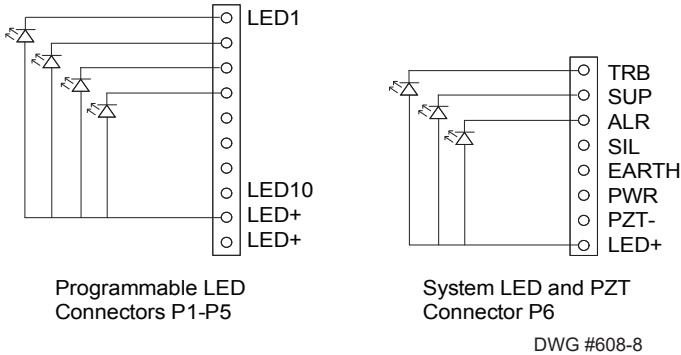 LED1
LED10
LED+
LED+
Programmable LED
Connectors P1-P5
TRB
SUP
ALR
SIL
EARTH
PWR
PZT-
LED+
System LED and PZT
Connector P6
DWG #608-8